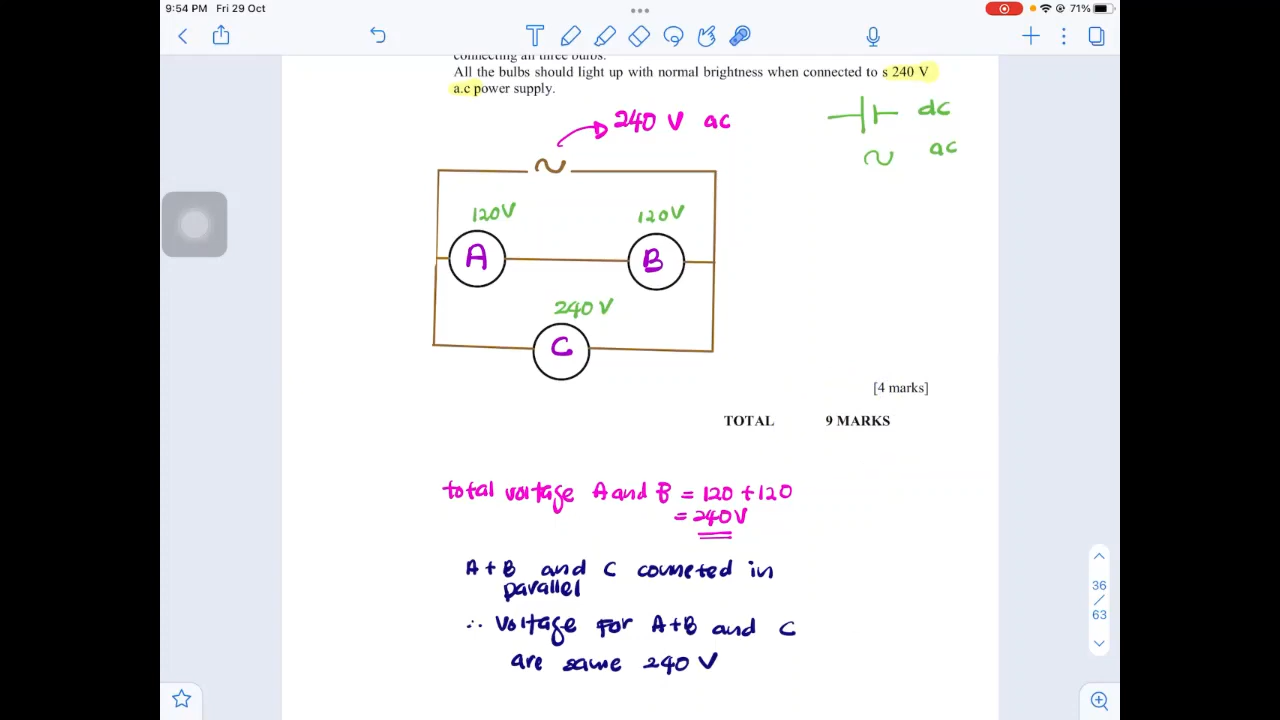 9:54 PM Fri 29 Oct
71%
connecting all three bulbs.
All the bulbs should light up with normal brightness when connected to s 240 V
a.c power supply.
240 V ac
dc
ac
~
~
120V
120V
A
B
240 V
C
[4 marks]
TOTAL 9 MARKS
total voltage A and B = 120 + 120
= 240 V
A + B and C conneted in
parallel
∴ Voltage for A+B and C
are same 240 V
36
/
63
T